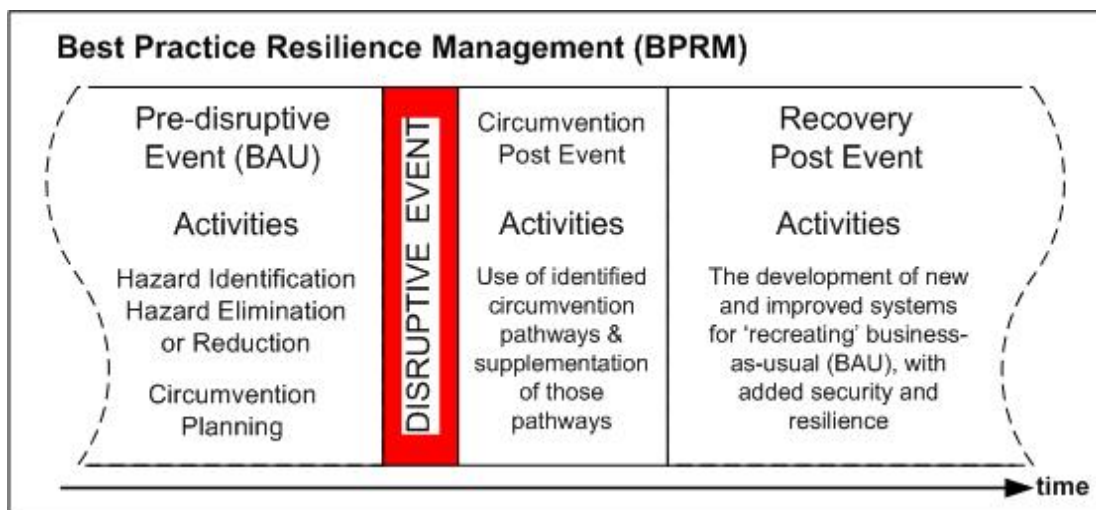 Best Practice Resilience Management (BPRM)
Pre-disruptive
Event (BAU)
Activities
Hazard Identification
Hazard Elimination
or Reduction
Circumvention
Planning
DISRUPTIVE EVENT
Circumvention
Post Event
Activities
Use of identified
circumvention
pathways &
supplementation
of those
pathways
Recovery
Post Event
Activities
The development of new
and improved systems
for ‘recreating’ business-
as-usual (BAU), with
added security and
resilience
time